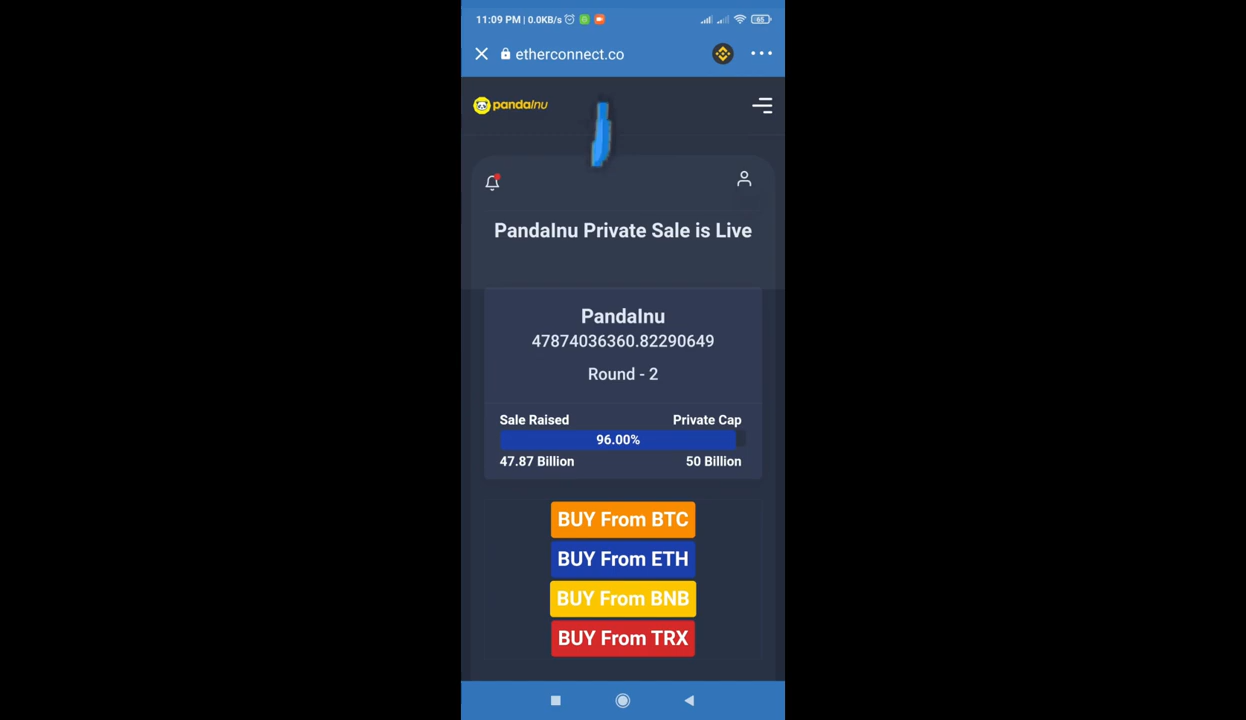 11:09 PM | 0.0KB/s
65
etherconnect.co
pandaInu
PandaInu Private Sale is Live
PandaInu
47874036360.82290649
Round - 2
Sale Raised Private Cap
96.00%
47.87 Billion 50 Billion
BUY From BTC
BUY From ETH
BUY From BNB
BUY From TRX